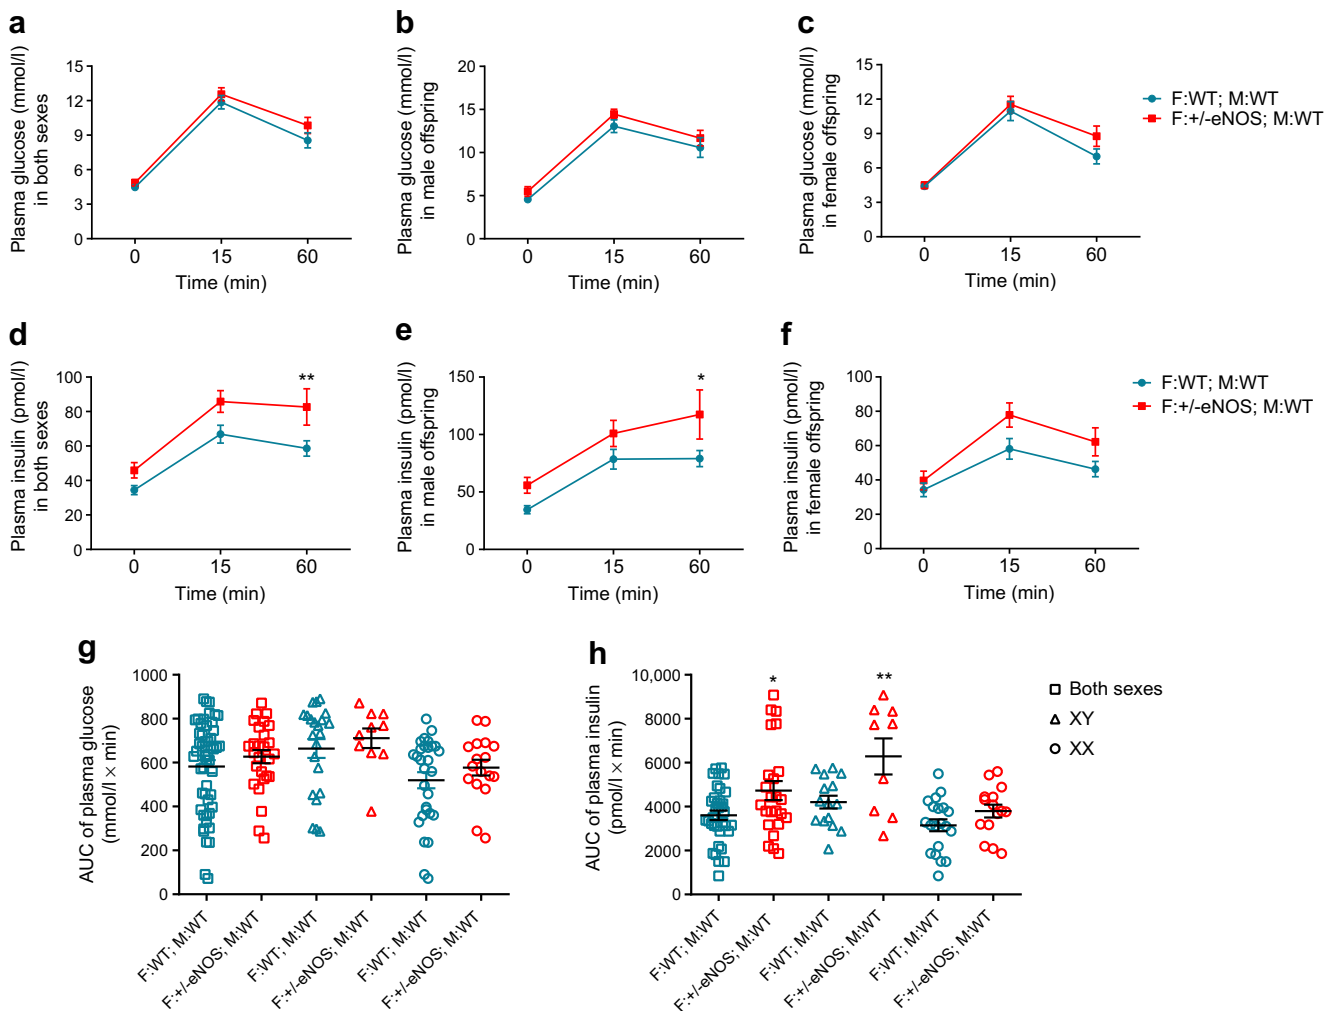 a
Plasma glucose (mmol/l)
in both sexes
15
12
9
6
3
0
0
15
60
Time (min)
b
Plasma glucose (mmol/l)
in male offspring
20
15
10
5
0
0
15
60
Time (min)
c
Plasma glucose (mmol/l)
in female offspring
15
12
9
6
3
0
0
15
60
Time (min)
F:WT; M:WT
F:+/-eNOS; M:WT
d
Plasma insulin (pmol/l)
in both sexes
100
80
60
40
20
0
**
0
15
60
Time (min)
e
Plasma insulin (pmol/l)
in male offspring
150
100
50
0
*
0
15
60
Time (min)
f
Plasma insulin (pmol/l)
in female offspring
100
80
60
40
20
0
0
15
60
Time (min)
F:WT; M:WT
F:+/-eNOS; M:WT
g
AUC of plasma glucose
(mmol/l × min)
1000
800
600
400
200
0
F:WT; M:WT
F:+/-eNOS; M:WT
F:WT; M:WT
F:+/-eNOS; M:WT
F:WT; M:WT
F:+/-eNOS; M:WT
h
AUC of plasma insulin
(pmol/l × min)
10,000
8000
6000
4000
2000
0
*
**
F:WT; M:WT
F:+/-eNOS; M:WT
F:WT; M:WT
F:+/-eNOS; M:WT
F:WT; M:WT
F:+/-eNOS; M:WT
Both sexes
XY
XX